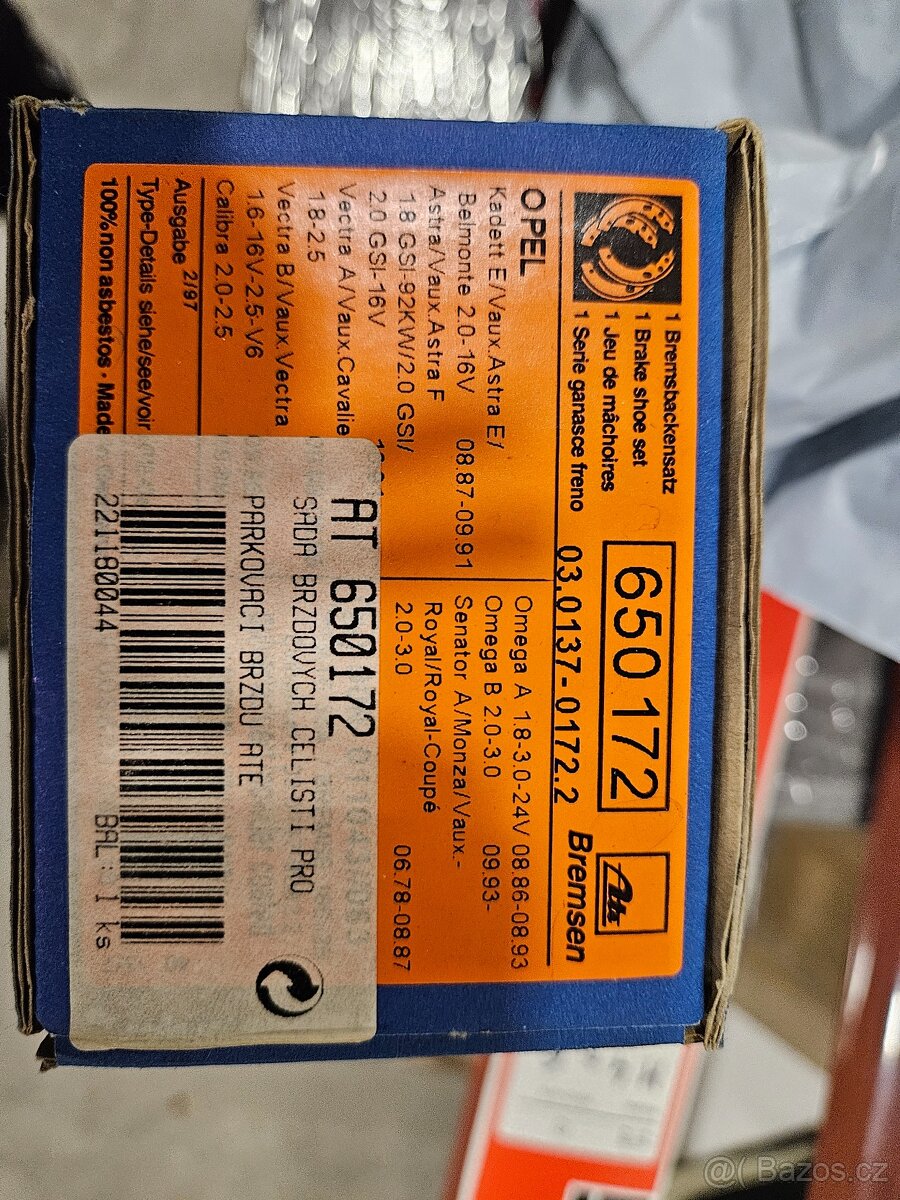 1 Bremsbackensatz
1 Brake shoe set
1 Jeu de mâchoires
1 Serie ganasce freno
650172
03.0137-0172.2
Ate
Bremsen
OPEL
Kadett E/Vaux.Astra E/
Belmonte 2.0-16V 08.87-09.91
Astra/Vaux.Astra F
1.8 GSI-92KW/2.0 GSI/
2.0 GSI-16V
Vectra A/Vaux.Cavalie
1.8-2.5
Vectra B/Vaux.Vectra
1.6-16V-2.5-V6
Calibra 2.0-2.5
Omega A 1.8-3.0-24V 08.86-08.93
Omega B 2.0-3.0 09.93-
Senator A/Monza/Vaux.-
Royal/Royal-Coupé
2.0-3.0 06.78-08.87
Ausgabe 2/97
Type-Details siehe/see/voir
100% non asbestos · Made
AT 650172
SADA BRZDOVYCH CELISTI PRO
PARKOVACI BRZDU ATE
221180044 BAL: 1 ks
@( Bazos.cz